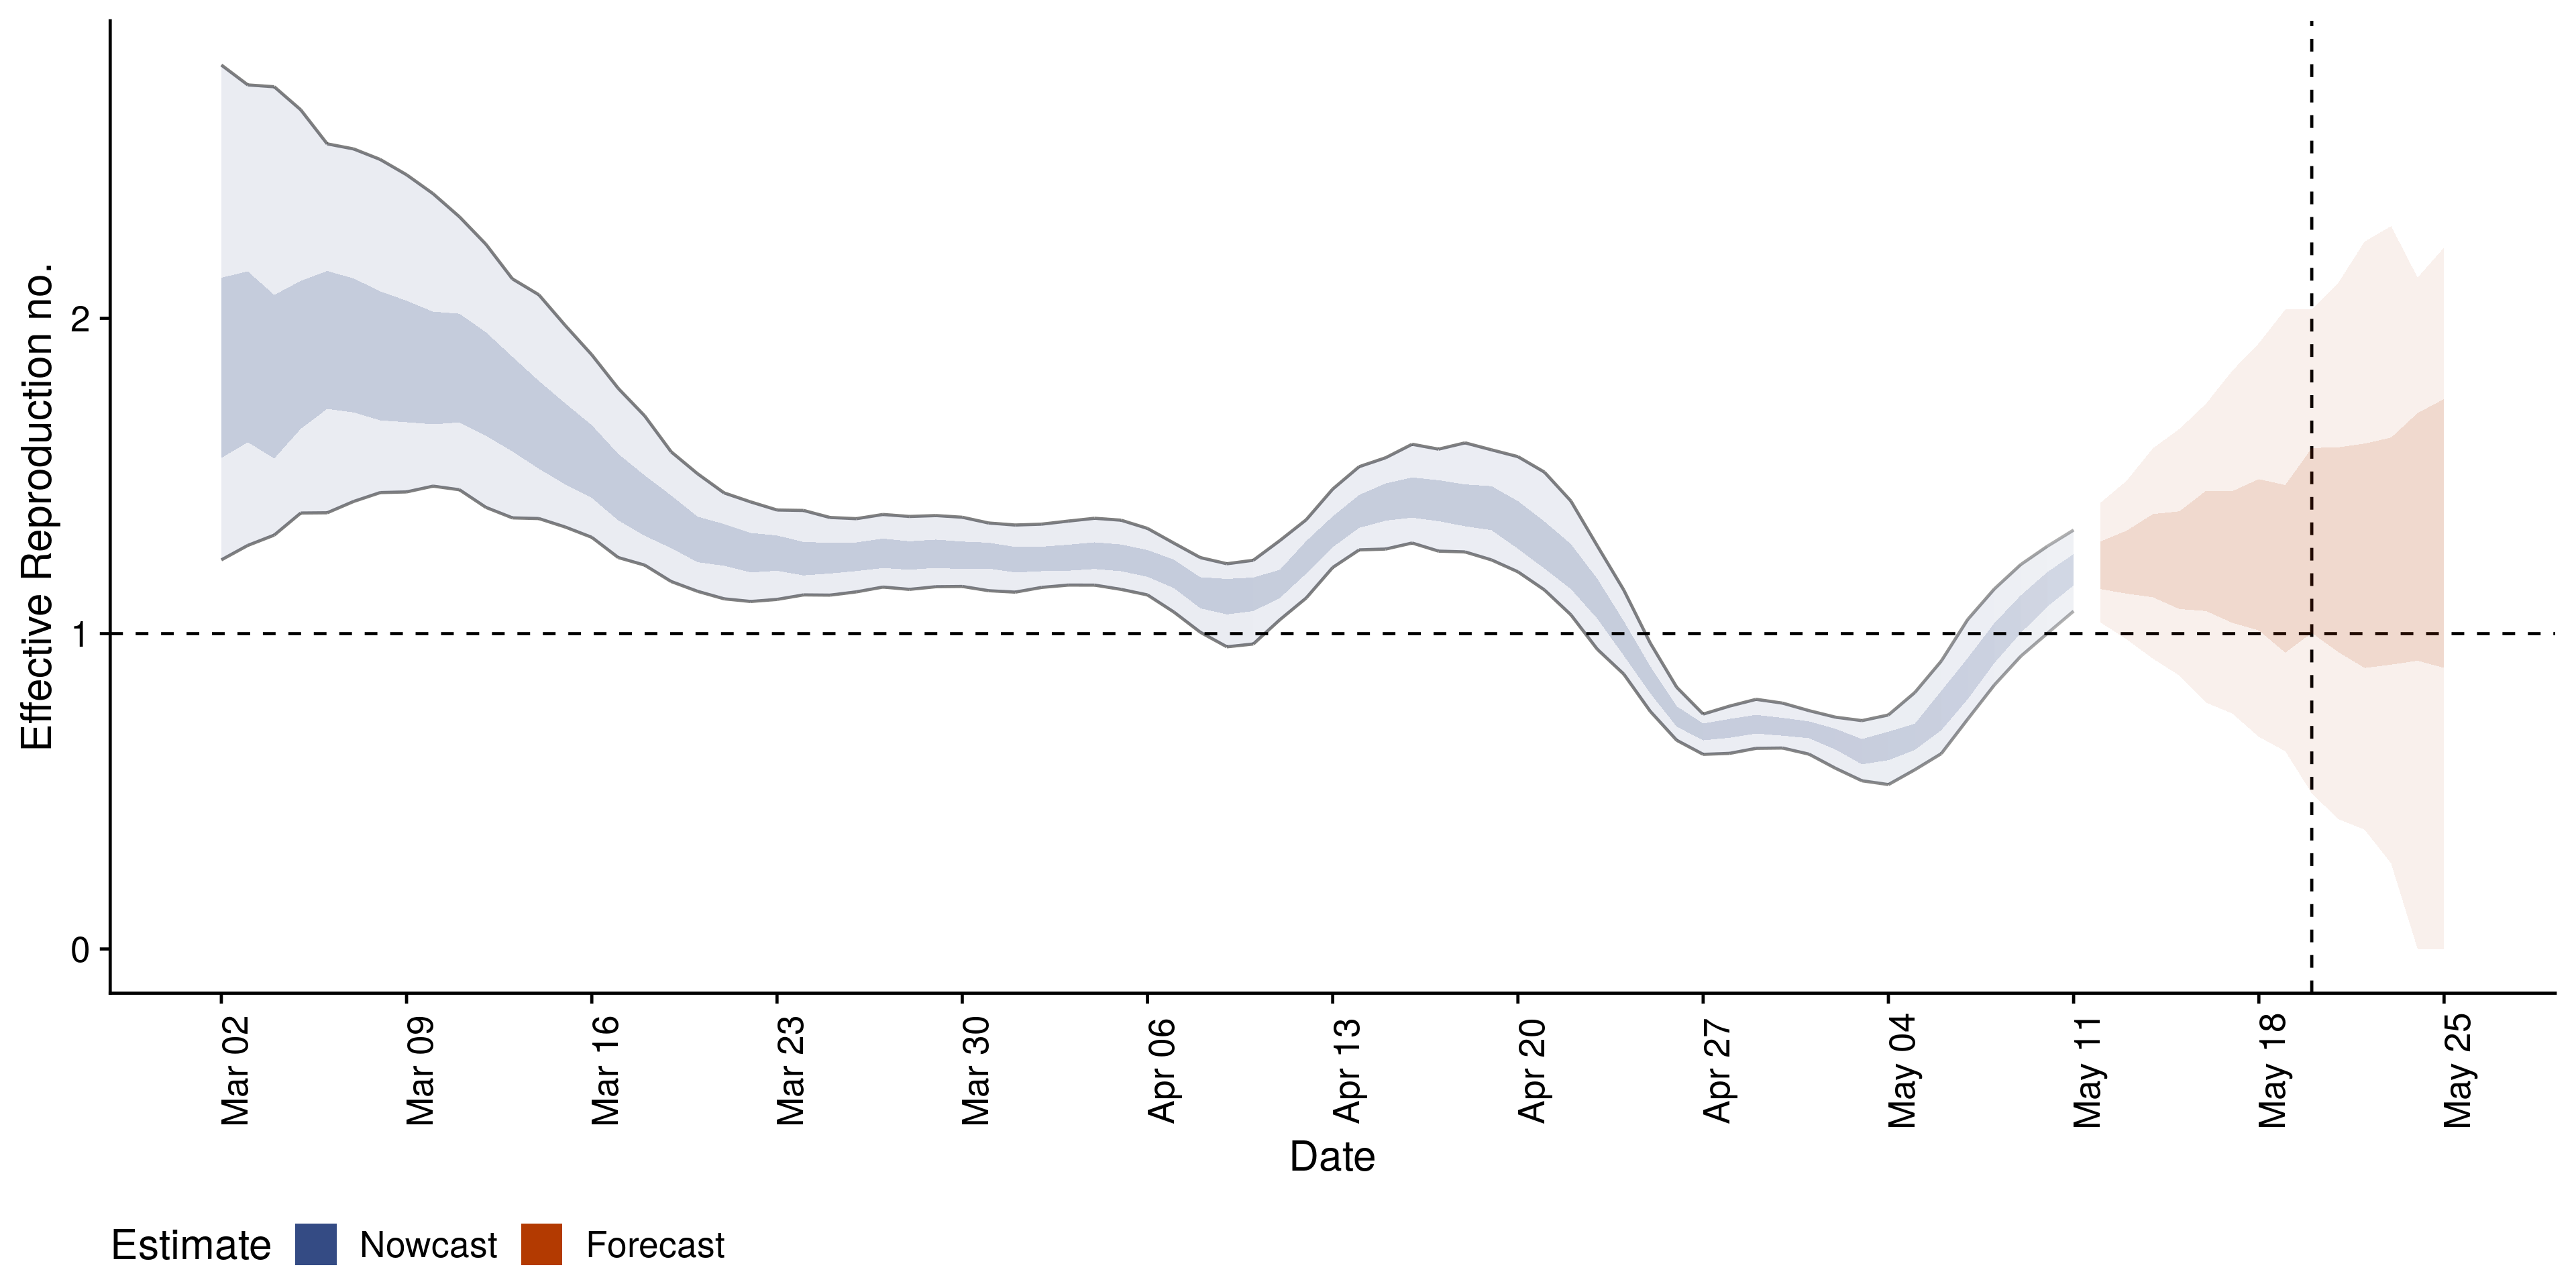 Effective Reproduction no.
2
1
0
Mar 02
Mar 09
Mar 16
Mar 23
Mar 30
Apr 06
Apr 13
Apr 20
Apr 27
May 04
May 11
May 18
May 25
Date
Estimate Nowcast Forecast